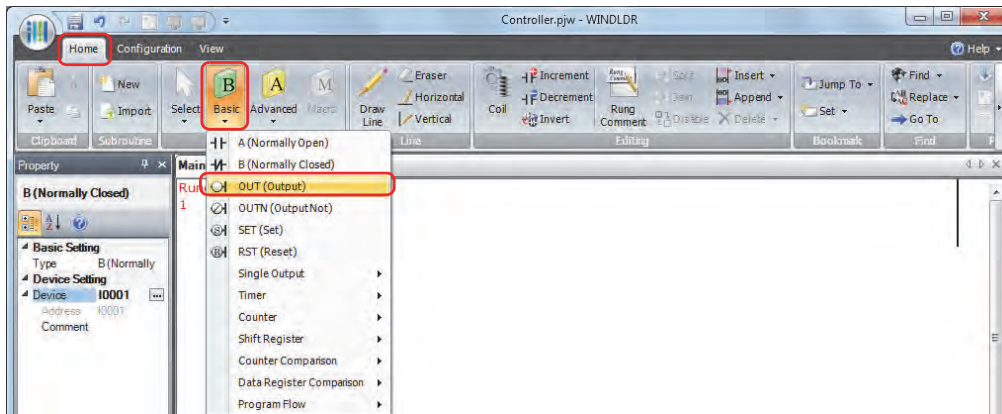 Controller.pjw - WINDLDR
Home Configuration View Help
Paste New Import Select B Basic A Advanced M Macro Draw Line Eraser Horizontal Vertical Coil Increment Decrement Invert Rung Comment Split Join Disable Insert Append Delete Jump To Set Find Replace Go To
Clipboard Subroutine Line Editing Bookmark Find
Property Main
B (Normally Closed)
Basic Setting
Type B (Normally
Device Setting
Device I0001 ...
Address I0001
Comment
1
A (Normally Open)
B (Normally Closed)
OUT (Output)
OUTN (OutputNot)
SET (Set)
RST (Reset)
Single Output
Timer
Counter
Shift Register
Counter Comparison
Data Register Comparison
Program Flow